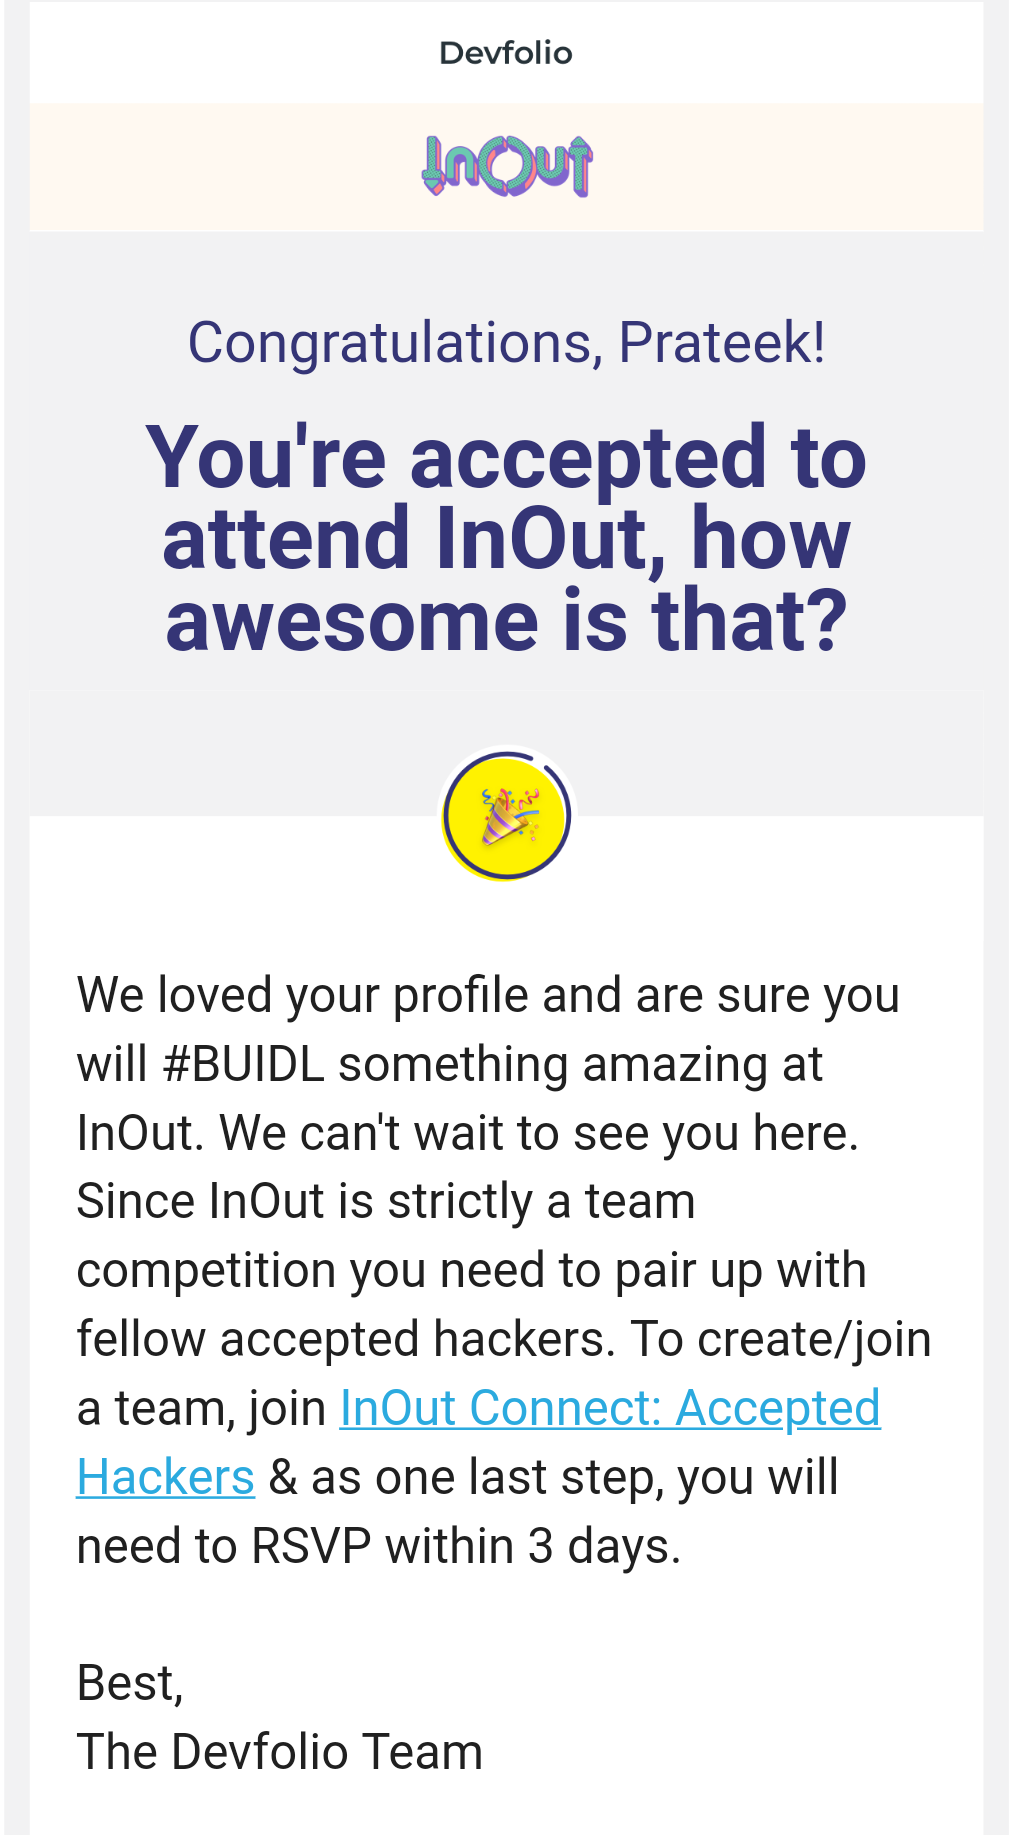 Devfolio
InOut
Congratulations, Prateek!
You're accepted to
attend InOut, how
awesome is that?
We loved your profile and are sure you
will #BUIDL something amazing at
InOut. We can't wait to see you here.
Since InOut is strictly a team
competition you need to pair up with
fellow accepted hackers. To create/join
a team, join InOut Connect: Accepted
Hackers & as one last step, you will
need to RSVP within 3 days.
Best,
The Devfolio Team